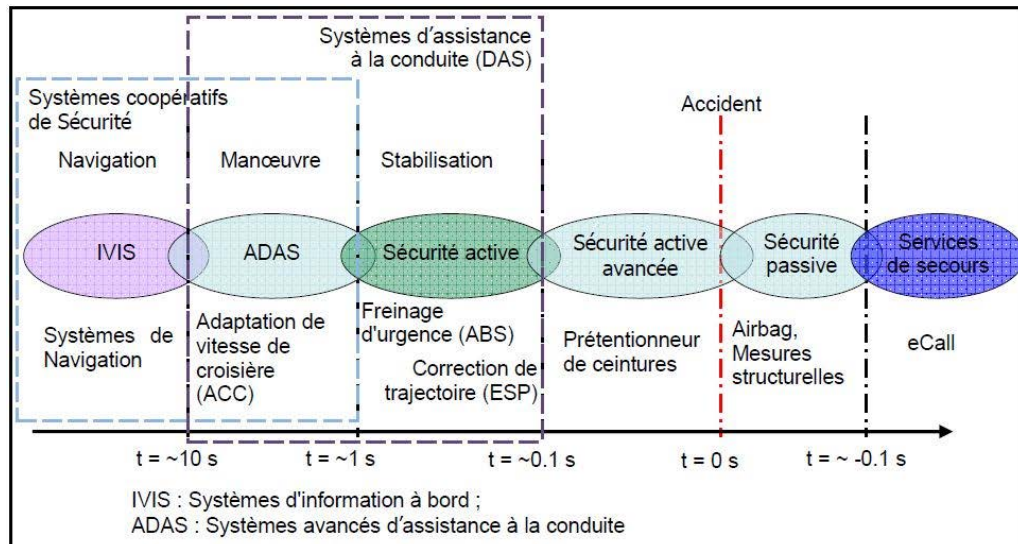 Systèmes d'assistance
à la conduite (DAS)
Systèmes coopératifs
de Sécurité
Accident
Navigation
Manœuvre
Stabilisation
IVIS
ADAS
Sécurité active
Sécurité active
avancée
Sécurité
passive
Services
de secours
Systèmes de
Navigation
Adaptation de
vitesse de
croisière
(ACC)
Freinage
d'urgence (ABS)
Correction de
trajectoire (ESP)
Prétentionneur
de ceintures
Airbag,
Mesures
structurelles
eCall
t = ~10 s
t = ~1 s
t = ~0.1 s
t = 0 s
t = ~ -0.1 s
IVIS : Systèmes d'information à bord ;
ADAS : Systèmes avancés d'assistance à la conduite